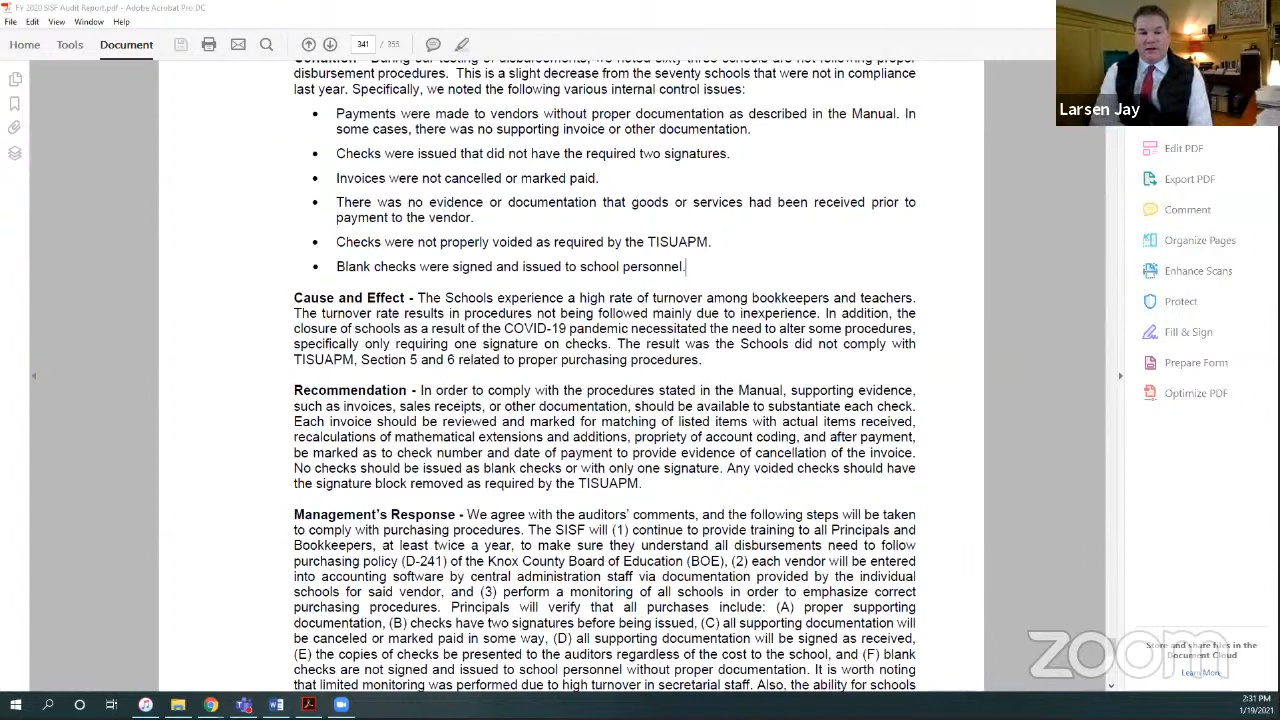 FY 2020 SISF Audit Report.pdf - Adobe Acrobat Pro DC
File Edit View Window Help
Home Tools Document 341 / 355
Larsen Jay
disbursement procedures. This is a slight decrease from the seventy schools that were not in compliance
last year. Specifically, we noted the following various internal control issues:
• Payments were made to vendors without proper documentation as described in the Manual. In
some cases, there was no supporting invoice or other documentation.
• Checks were issued that did not have the required two signatures.
• Invoices were not cancelled or marked paid.
• There was no evidence or documentation that goods or services had been received prior to
payment to the vendor.
• Checks were not properly voided as required by the TISUAPM.
• Blank checks were signed and issued to school personnel.
Cause and Effect - The Schools experience a high rate of turnover among bookkeepers and teachers.
The turnover rate results in procedures not being followed mainly due to inexperience. In addition, the
closure of schools as a result of the COVID-19 pandemic necessitated the need to alter some procedures,
specifically only requiring one signature on checks. The result was the Schools did not comply with
TISUAPM, Section 5 and 6 related to proper purchasing procedures.
Recommendation - In order to comply with the procedures stated in the Manual, supporting evidence,
such as invoices, sales receipts, or other documentation, should be available to substantiate each check.
Each invoice should be reviewed and marked for matching of listed items with actual items received,
recalculations of mathematical extensions and additions, propriety of account coding, and after payment,
be marked as to check number and date of payment to provide evidence of cancellation of the invoice.
No checks should be issued as blank checks or with only one signature. Any voided checks should have
the signature block removed as required by the TISUAPM.
Management's Response - We agree with the auditors' comments, and the following steps will be taken
to comply with purchasing procedures. The SISF will (1) continue to provide training to all Principals and
Bookkeepers, at least twice a year, to make sure they understand all disbursements need to follow
purchasing policy (D-241) of the Knox County Board of Education (BOE), (2) each vendor will be entered
into accounting software by central administration staff via documentation provided by the individual
schools for said vendor, and (3) perform a monitoring of all schools in order to emphasize correct
purchasing procedures. Principals will verify that all purchases include: (A) proper supporting
documentation, (B) checks have two signatures before being issued, (C) all supporting documentation will
be canceled or marked paid in some way, (D) all supporting documentation will be signed as received,
(E) the copies of checks be presented to the auditors regardless of the cost to the school, and (F) blank
checks are not signed and issued to school personnel without proper documentation. It is worth noting
that limited monitoring was performed due to high turnover in secretarial staff. Also, the ability for schools
Edit PDF
Export PDF
Comment
Organize Pages
Enhance Scans
Protect
Fill & Sign
Prepare Form
Optimize PDF
Store and share files in the
Document Cloud
Learn More
zoom
2:31 PM
1/19/2021